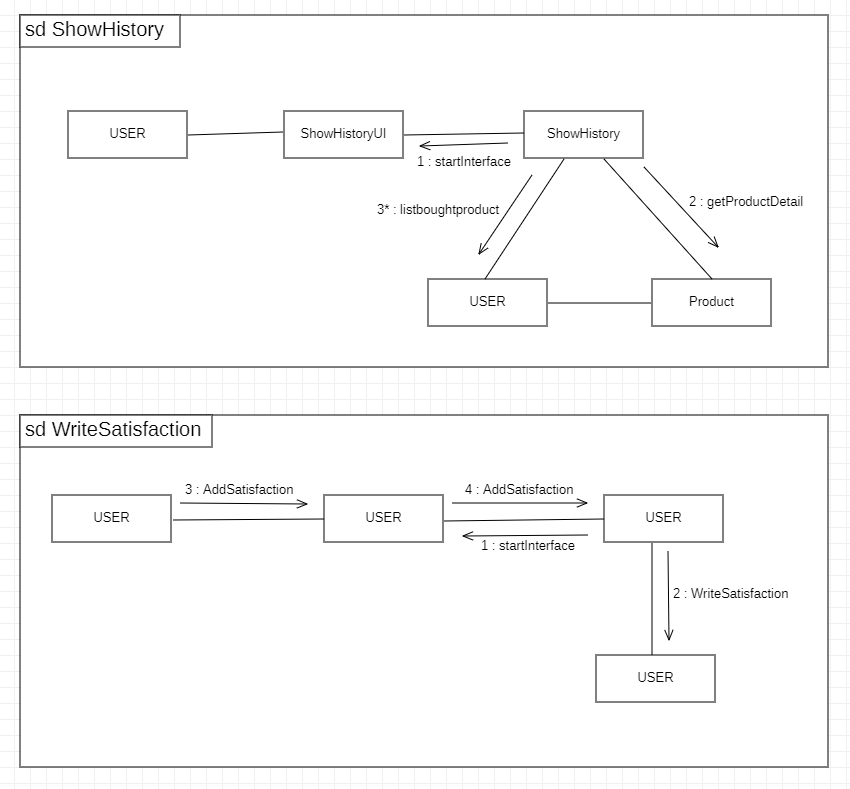 sd ShowHistory
USER
ShowHistoryUI
ShowHistory
1 : startInterface
3* : listboughtproduct
2 : getProductDetail
USER
Product
sd WriteSatisfaction
3 : AddSatisfaction
4 : AddSatisfaction
USER
USER
USER
1 : startInterface
2 : WriteSatisfaction
USER